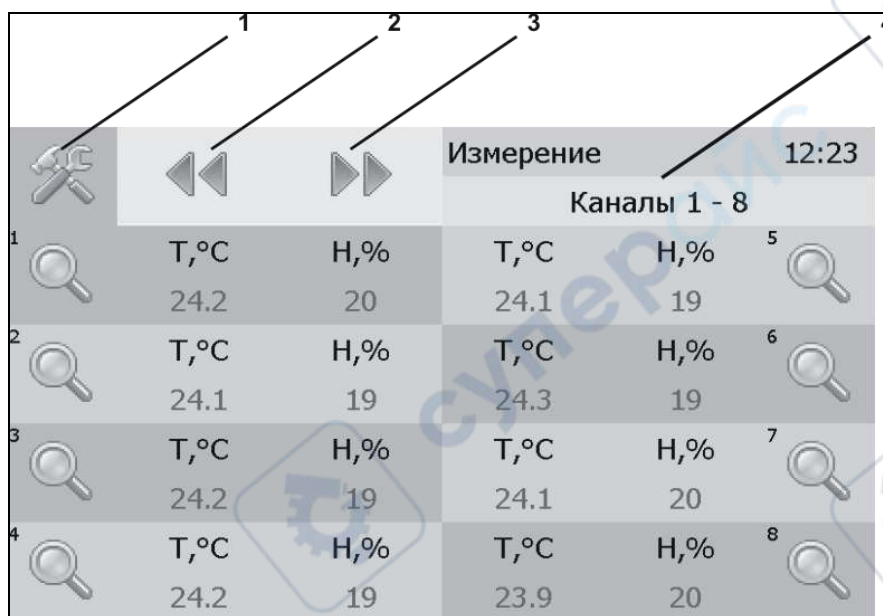 1 2 3
Измерение 12:23
Каналы 1 - 8
1 T,°C H,% T,°C H,% 5
24.2 20 24.1 19
2 T,°C H,% T,°C H,% 6
24.1 19 24.3 19
3 T,°C H,% T,°C H,% 7
24.2 19 24.1 20
4 T,°C H,% T,°C H,% 8
24.2 19 23.9 20
суперайс